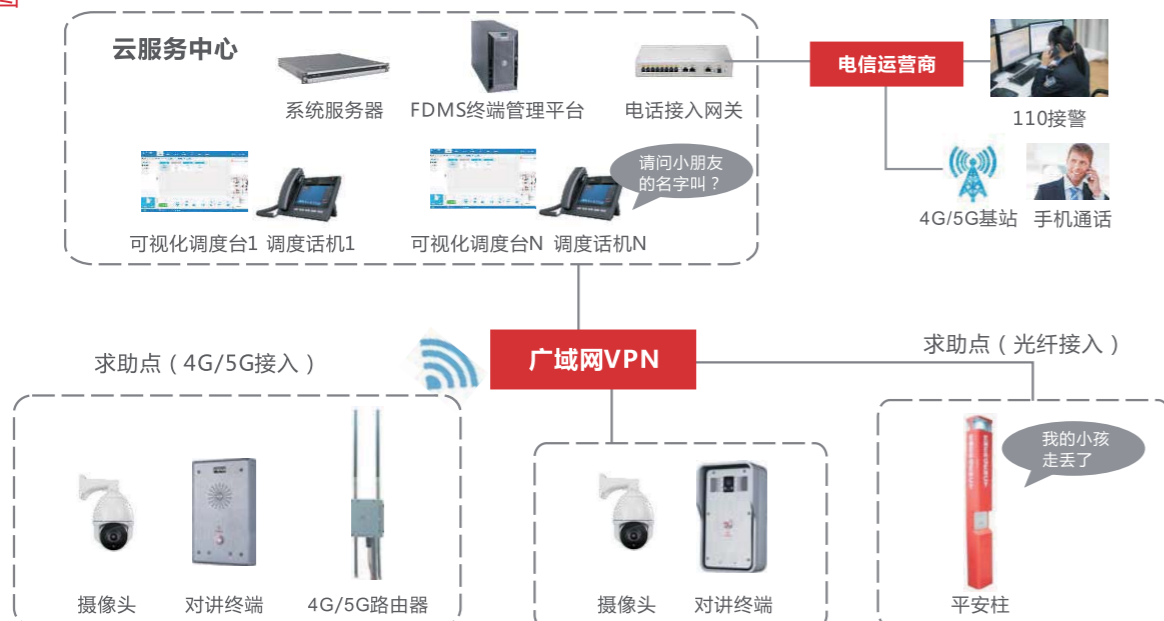 图
云服务中心
系统服务器
FDMS终端管理平台
电话接入网关
电信运营商
110接警
请问小朋友
的名字叫？
4G/5G基站
手机通话
可视化调度台1
调度话机1
可视化调度台N
调度话机N
广域网VPN
求助点（4G/5G接入）
求助点（光纤接入）
我的小孩
走丢了
摄像头
对讲终端
4G/5G路由器
摄像头
对讲终端
平安柱